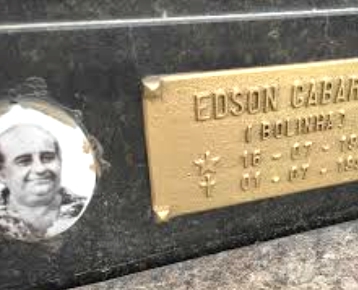 EDSON CABAR
(BOLINHA)
16 - 07 - 19
01 - 07 - 19